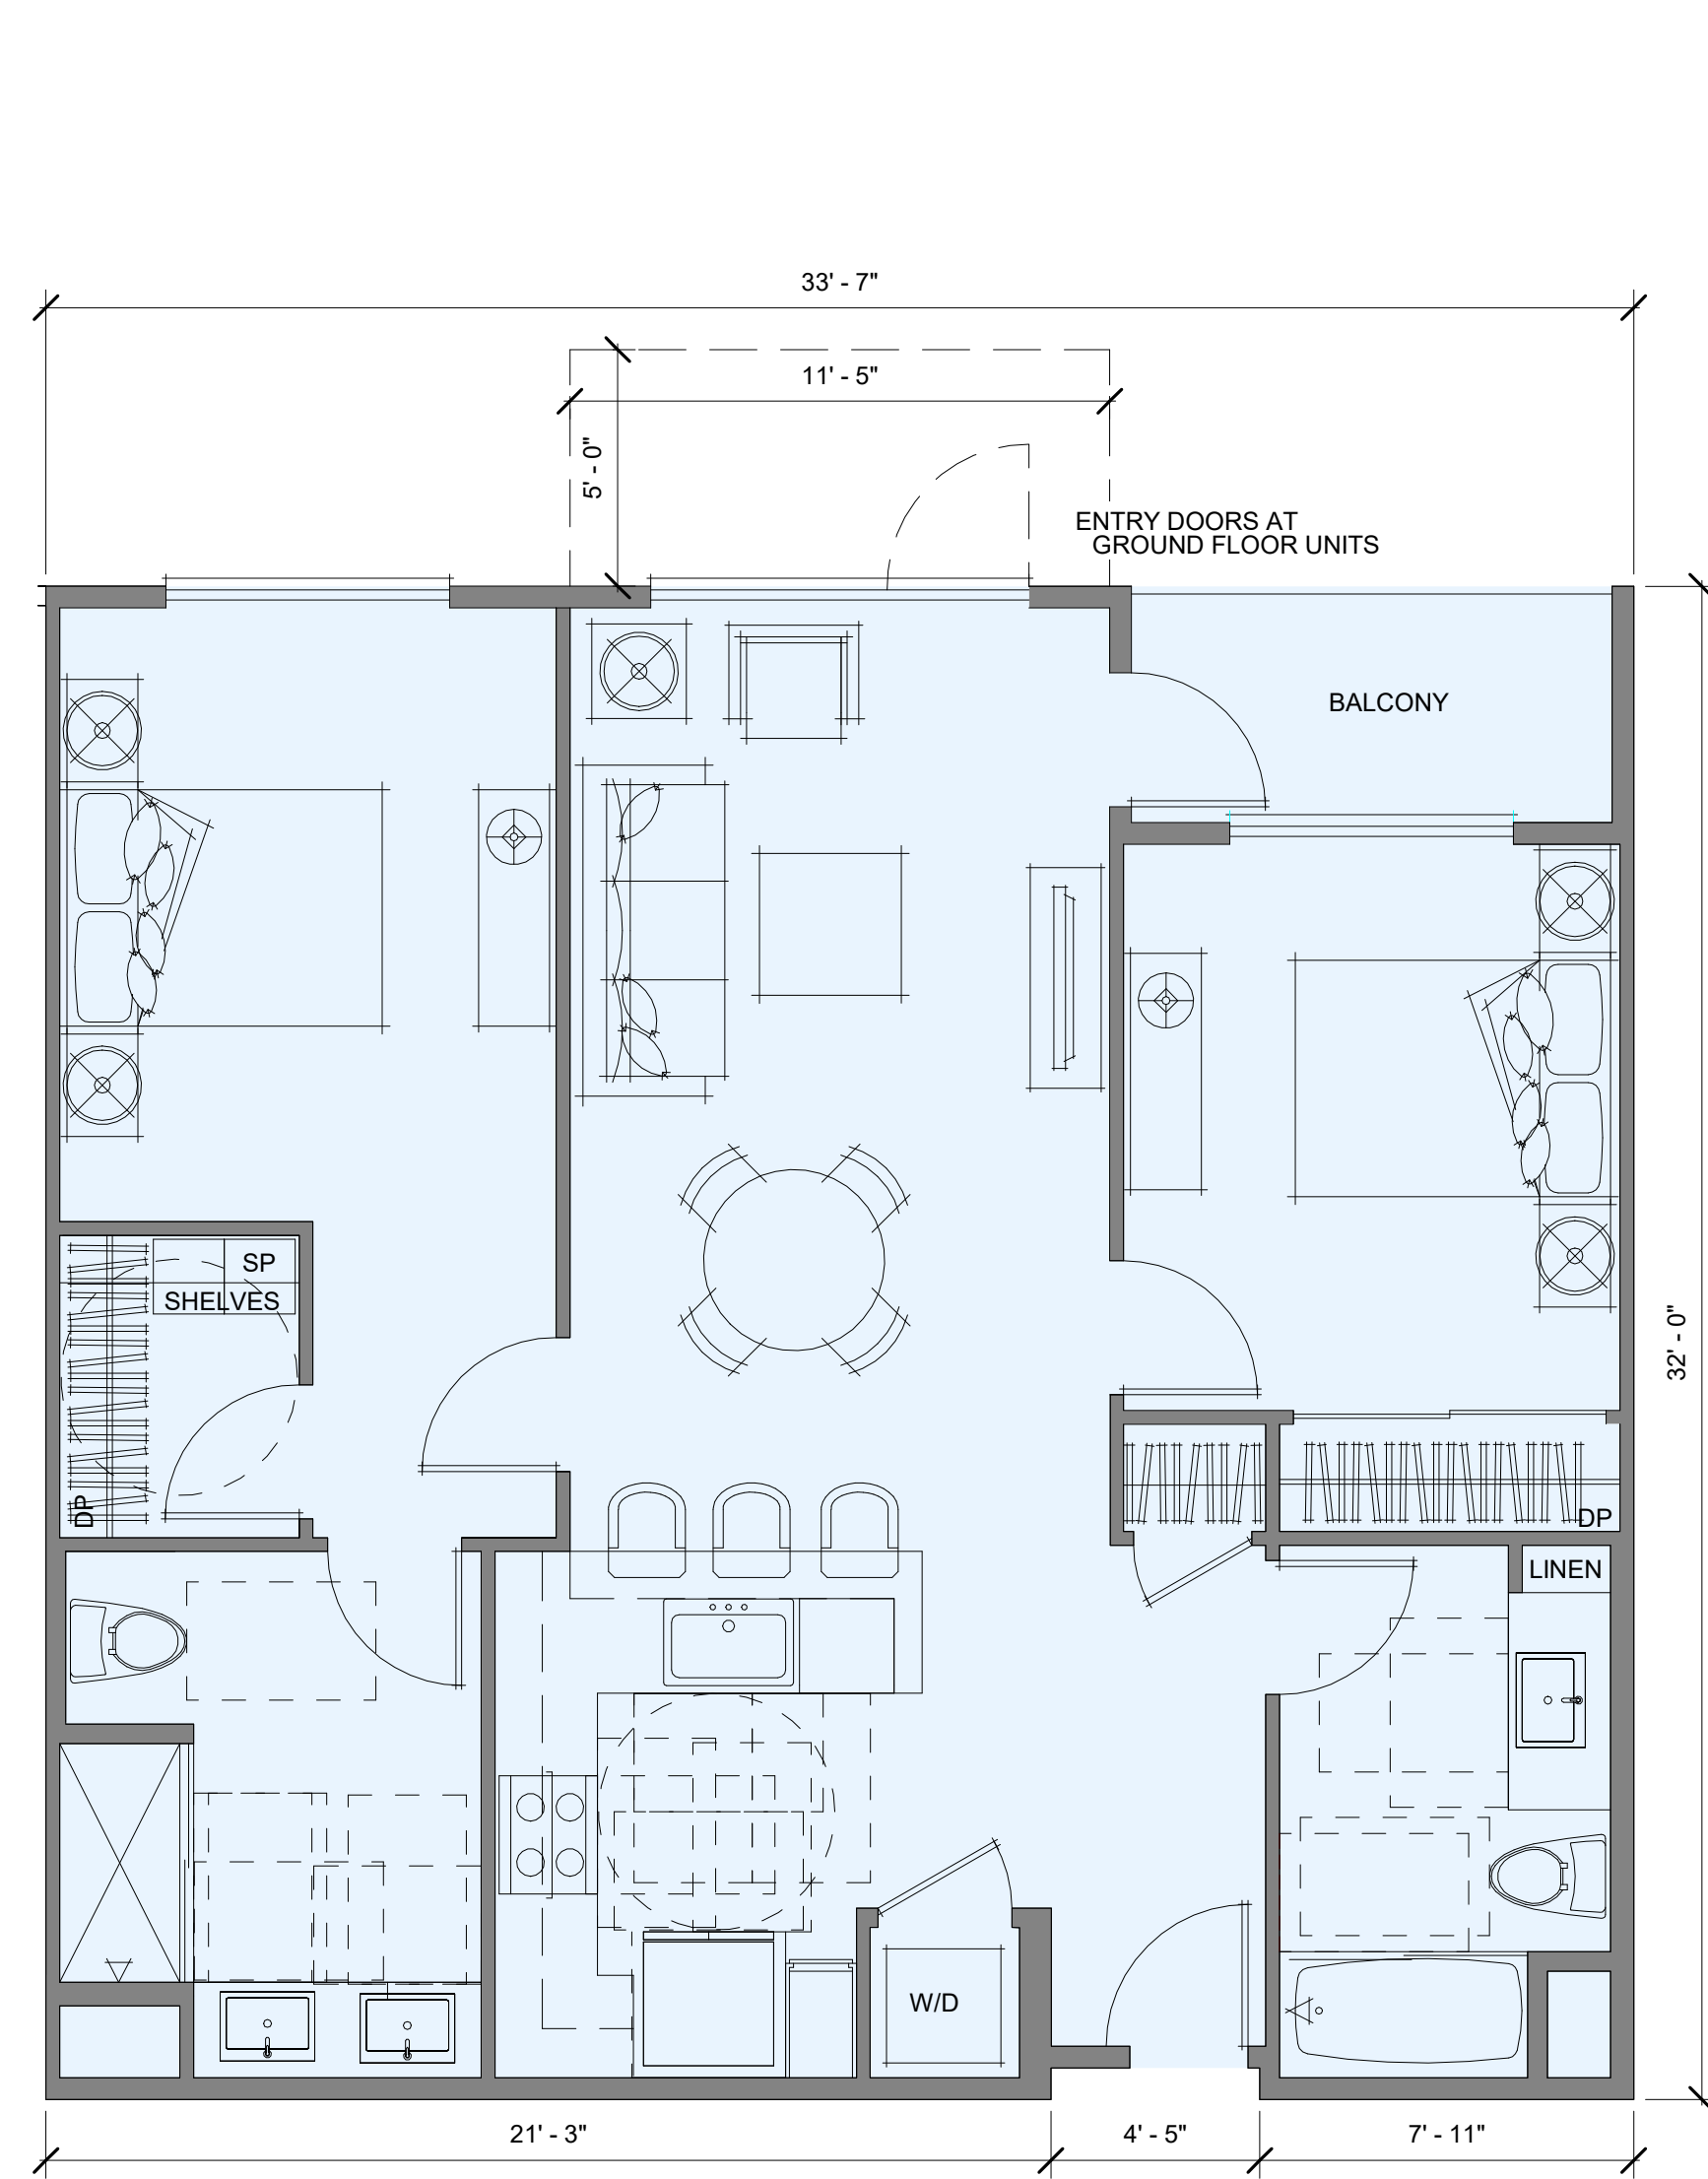 33' - 7"
11' - 5"
5' - 0"
ENTRY DOORS AT
GROUND FLOOR UNITS
BALCONY
SP
SHELVES
32' - 0"
DP
DP
LINEN
W/D
21' - 3"
4' - 5"
7' - 11"